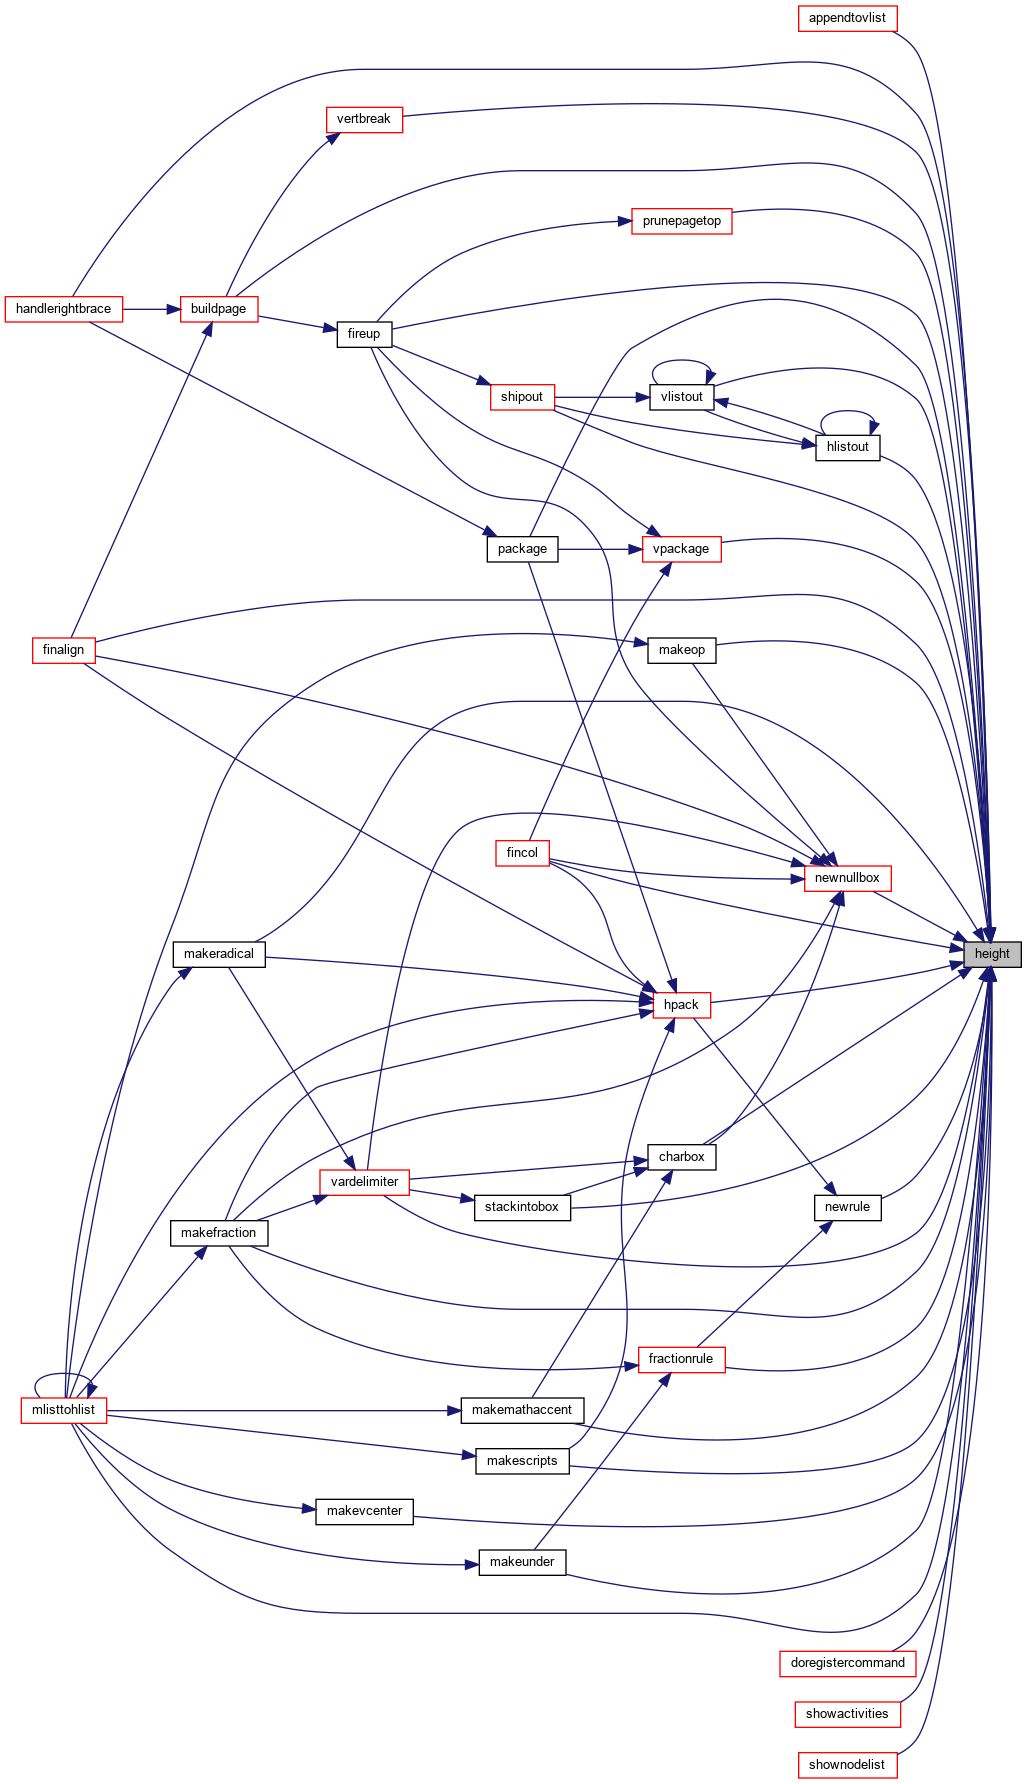 appendtovlist
vertbreak
prunepagetop
handlerightbrace
buildpage
fireup
shipout
vlistout
hlistout
package
vpackage
finalign
makeop
fincol
newnullbox
makeradical
height
hpack
charbox
vardelimiter
stackintobox
newrule
makefraction
fractionrule
mlisttohlist
makemathaccent
makescripts
makevcenter
makeunder
doregistercommand
showactivities
shownodelist